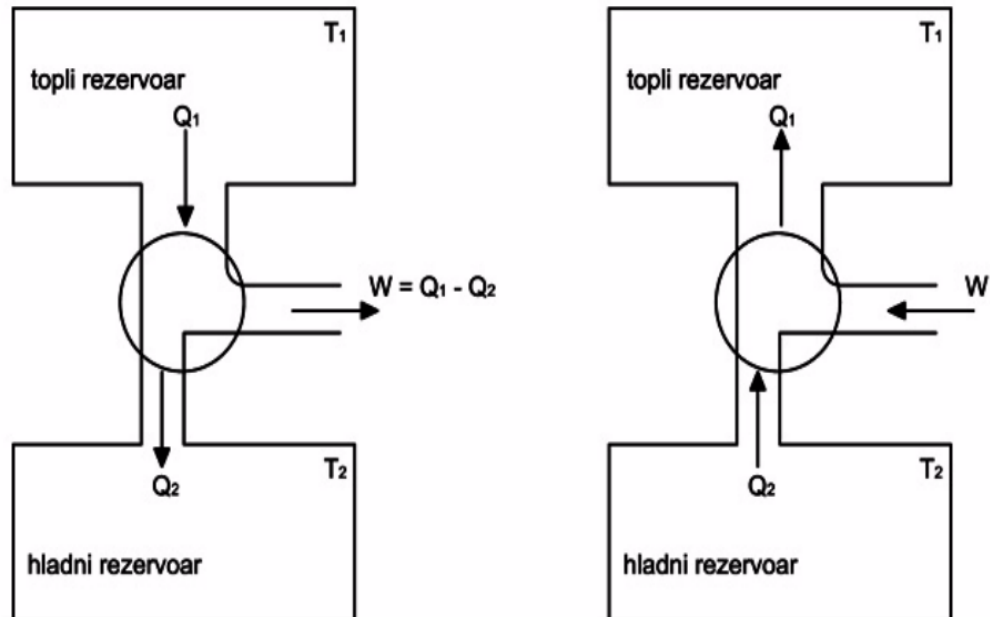 T₁
topli rezervoar
Q₁
W = Q₁ - Q₂
Q₂
T₂
hladni rezervoar
T₁
topli rezervoar
Q₁
W
Q₂
T₂
hladni rezervoar